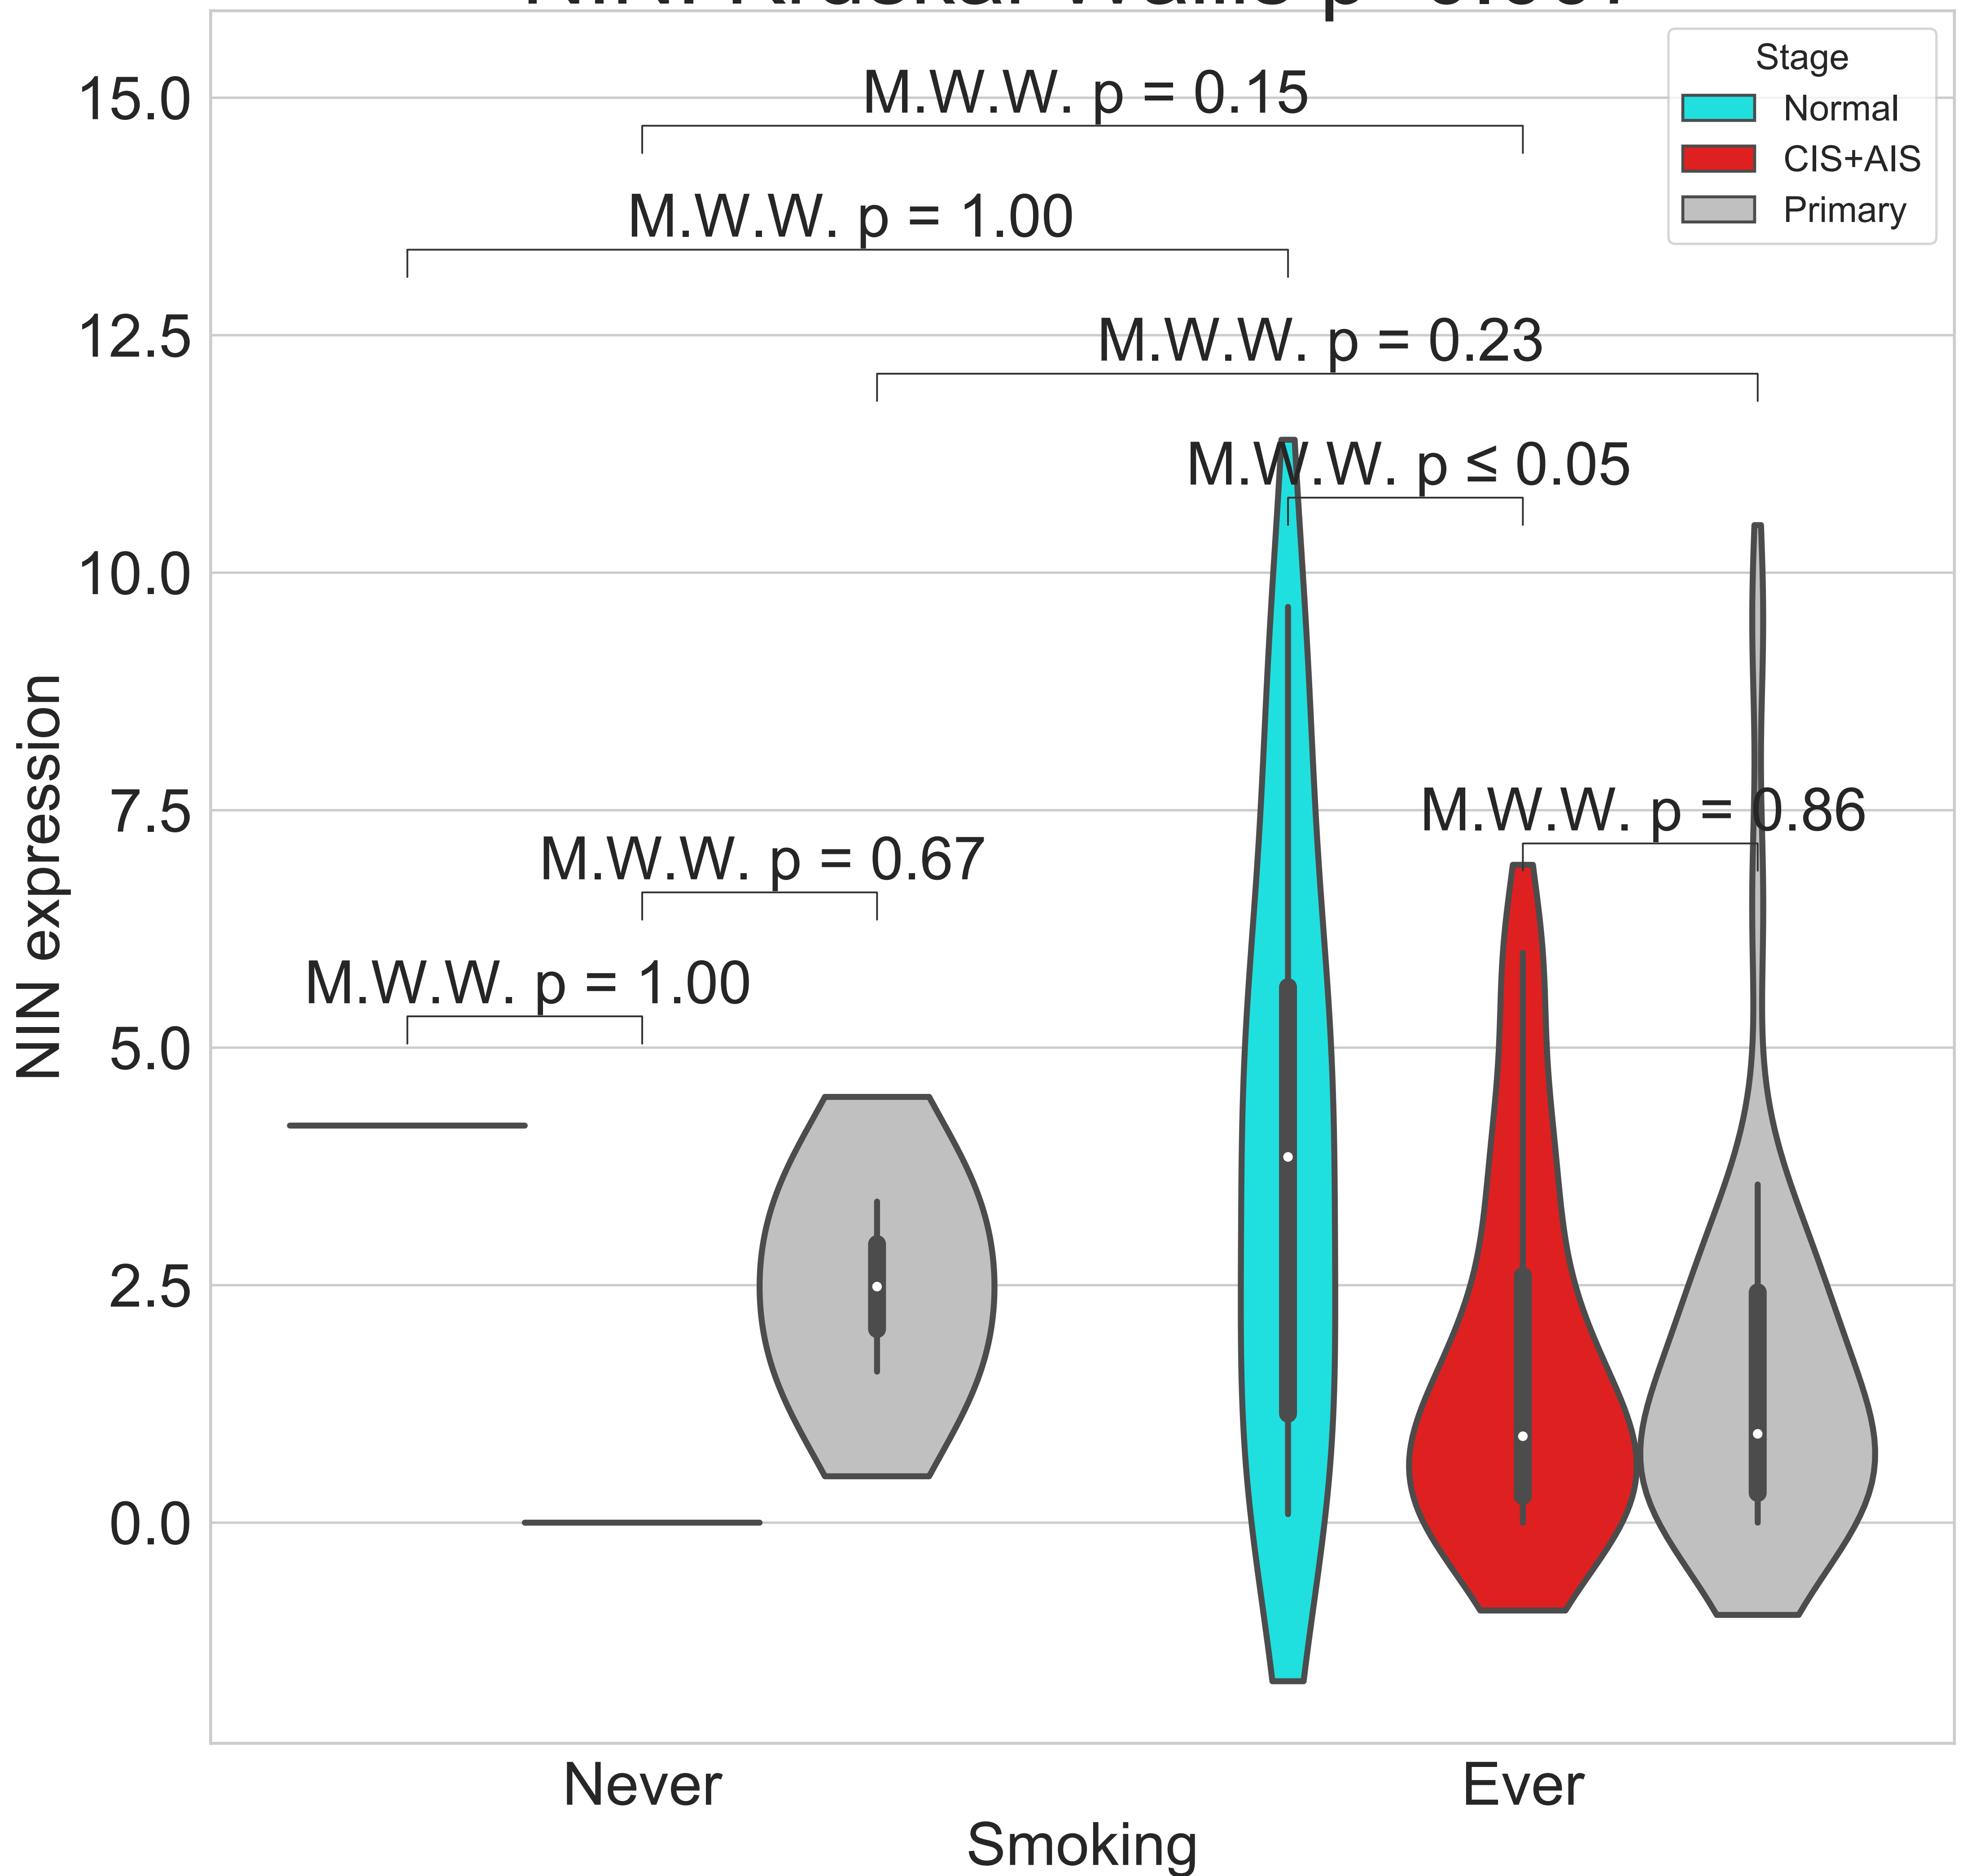 Stage
Normal
CIS+AIS
Primary
M.W.W. p = 0.15
M.W.W. p = 1.00
M.W.W. p = 0.23
M.W.W. p ≤ 0.05
M.W.W. p = 0.86
M.W.W. p = 0.67
M.W.W. p = 1.00
15.0
12.5
10.0
7.5
5.0
2.5
0.0
NIN expression
Never
Ever
Smoking